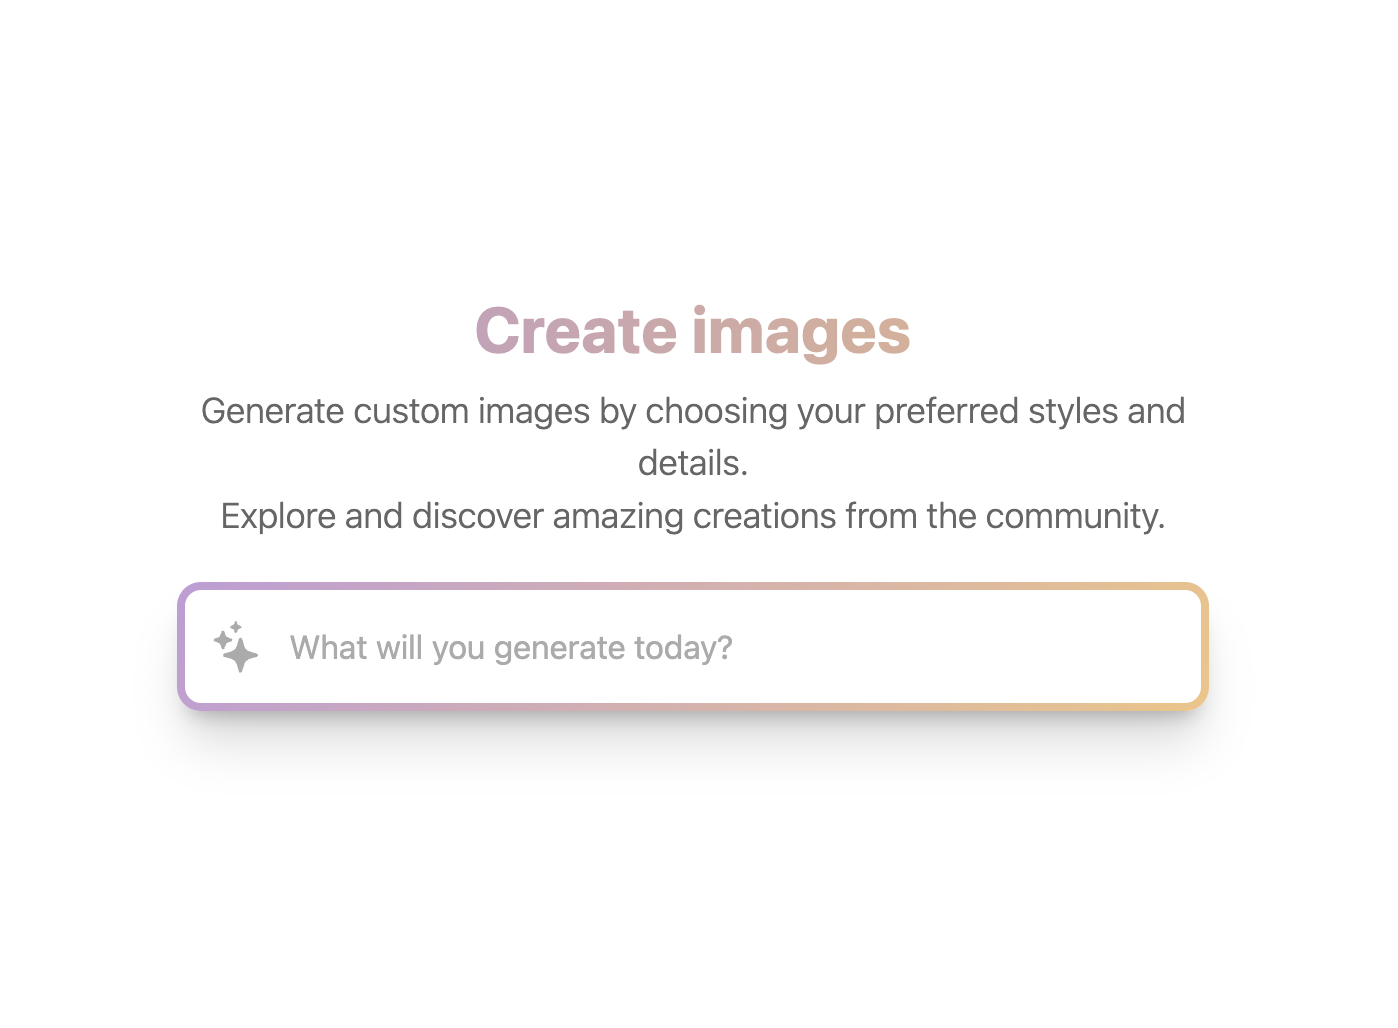 Create images
Generate custom images by choosing your preferred styles and
details.
Explore and discover amazing creations from the community.
What will you generate today?